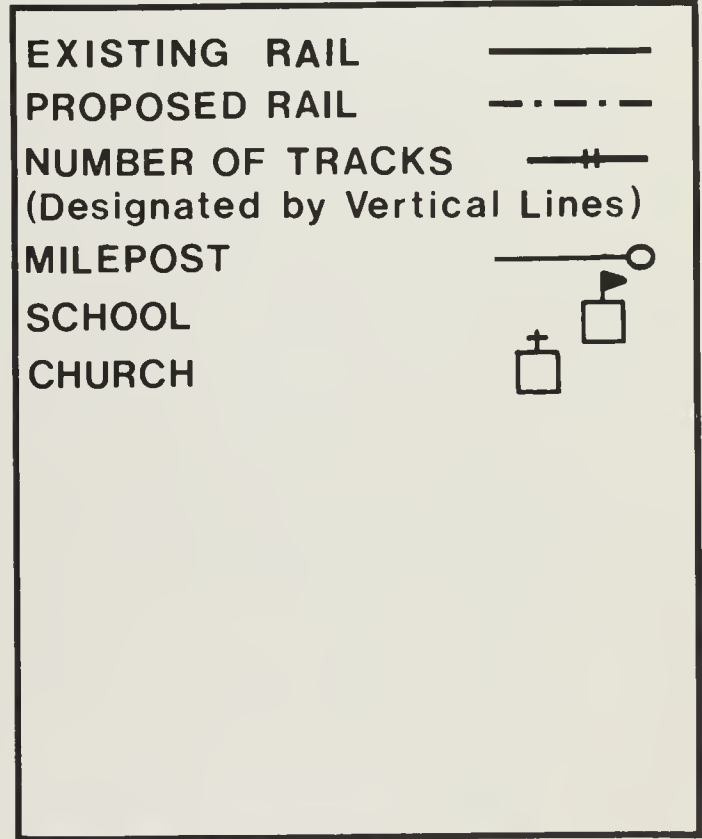 EXISTING RAIL
PROPOSED RAIL
NUMBER OF TRACKS
(Designated by Vertical Lines)
MILEPOST
SCHOOL
CHURCH